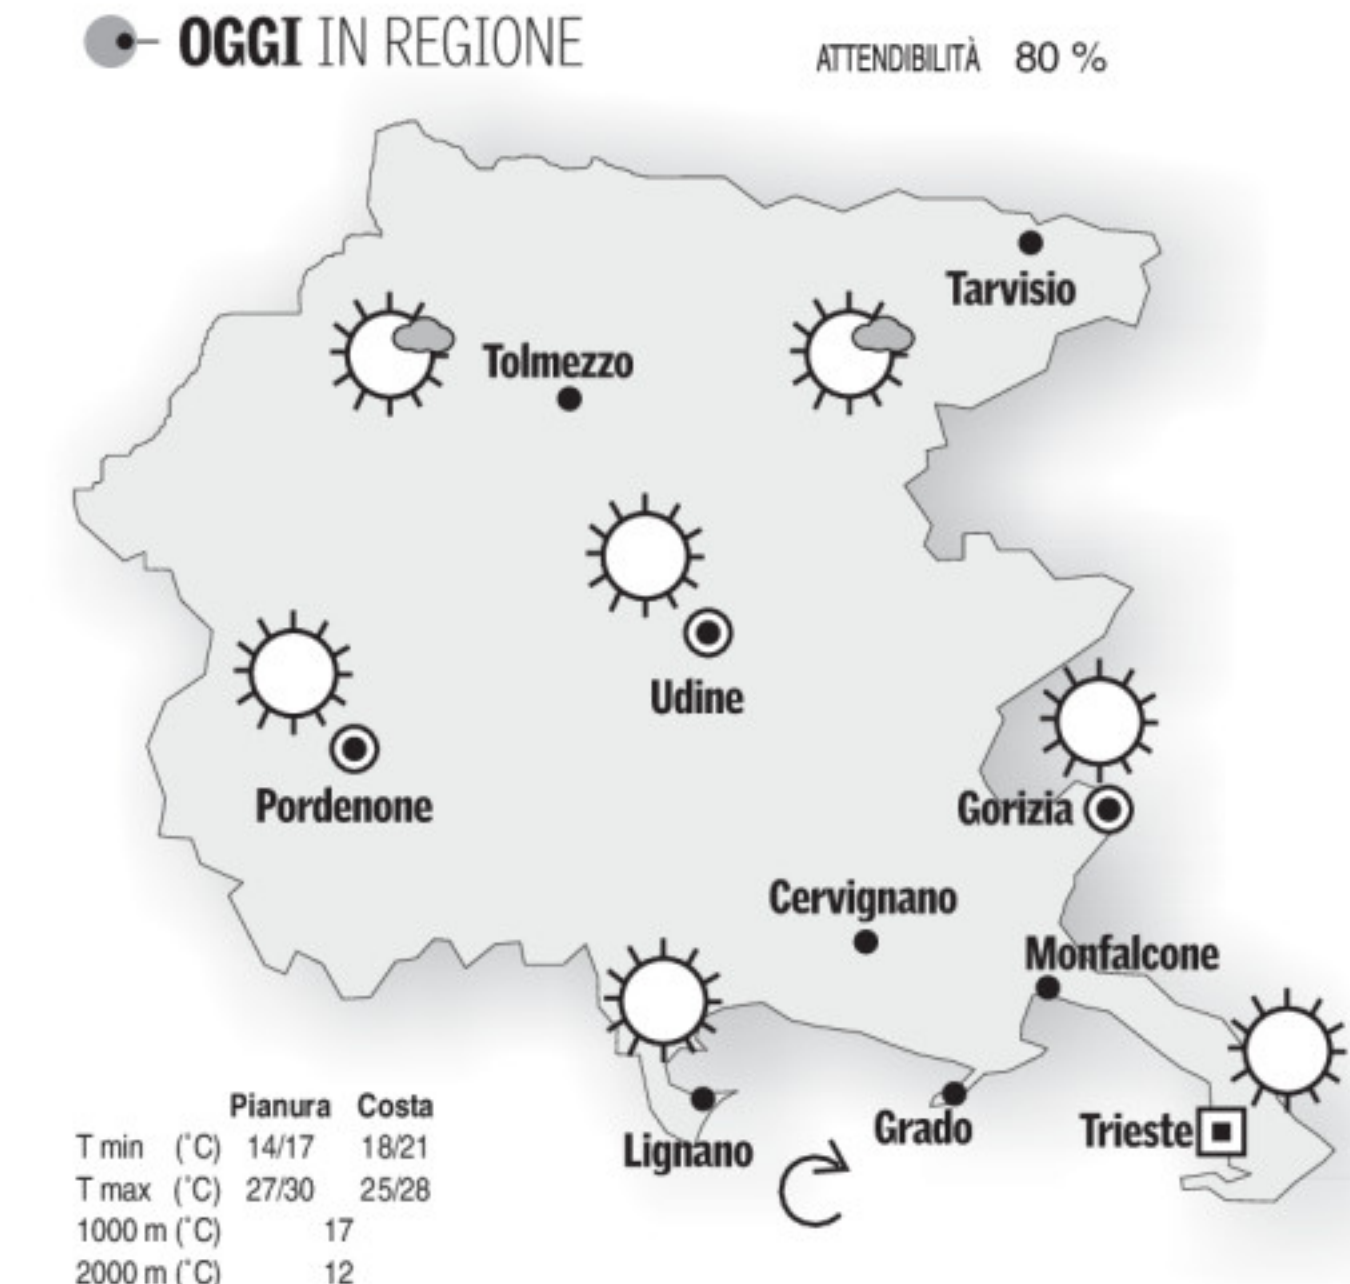 OGGI IN REGIONE
ATTENDIBILITÀ 80 %
Tarvisio
Tolmezzo
Udine
Pordenone
Gorizia
Cervignano
Monfalcone
Grado
Trieste
Lignano
Pianura Costa
T min (°C) 14/17 18/21
T max (°C) 27/30 25/28
1000 m (°C) 17
2000 m (°C) 12